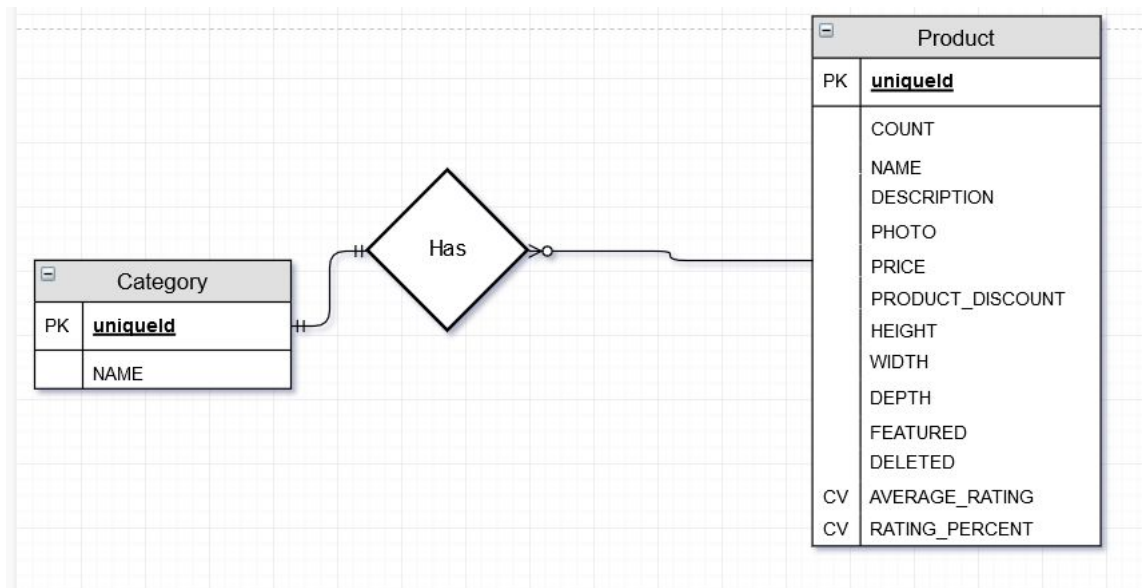 Product
PK uniqueId
COUNT
NAME
DESCRIPTION
PHOTO
PRICE
PRODUCT_DISCOUNT
HEIGHT
WIDTH
DEPTH
FEATURED
DELETED
CV AVERAGE_RATING
CV RATING_PERCENT
Has
Category
PK uniqueId
NAME